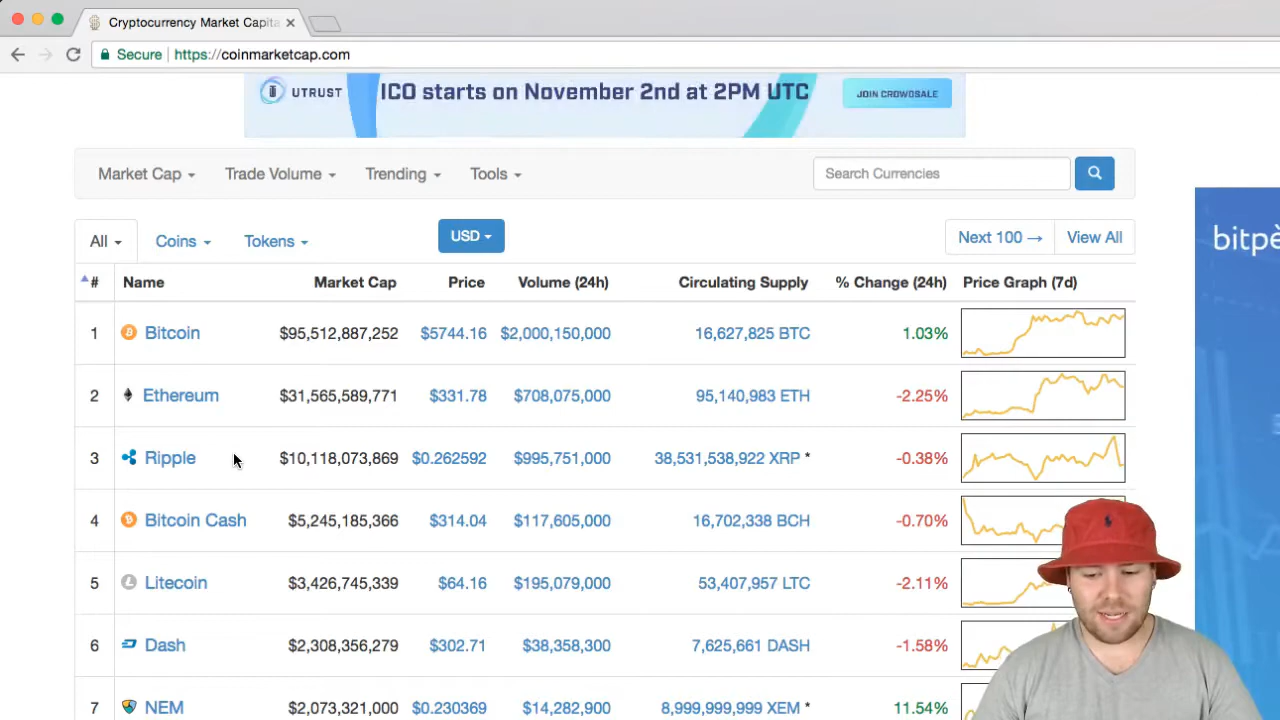 Cryptocurrency Market Capita
Secure https://coinmarketcap.com
UTRUST ICO starts on November 2nd at 2PM UTC JOIN CROWDSALE
Market Cap Trade Volume Trending Tools Search Currencies
All Coins Tokens USD Next 100 → View All
# Name Market Cap Price Volume (24h) Circulating Supply % Change (24h) Price Graph (7d)
1 Bitcoin $95,512,887,252 $5744.16 $2,000,150,000 16,627,825 BTC 1.03%
2 Ethereum $31,565,589,771 $331.78 $708,075,000 95,140,983 ETH -2.25%
3 Ripple $10,118,073,869 $0.262592 $995,751,000 38,531,538,922 XRP * -0.38%
4 Bitcoin Cash $5,245,185,366 $314.04 $117,605,000 16,702,338 BCH -0.70%
5 Litecoin $3,426,745,339 $64.16 $195,079,000 53,407,957 LTC -2.11%
6 Dash $2,308,356,279 $302.71 $38,358,300 7,625,661 DASH -1.58%
7 NEM $2,073,321,000 $0.230369 $14,282,900 8,999,999,999 XEM * 11.54%
bitpè